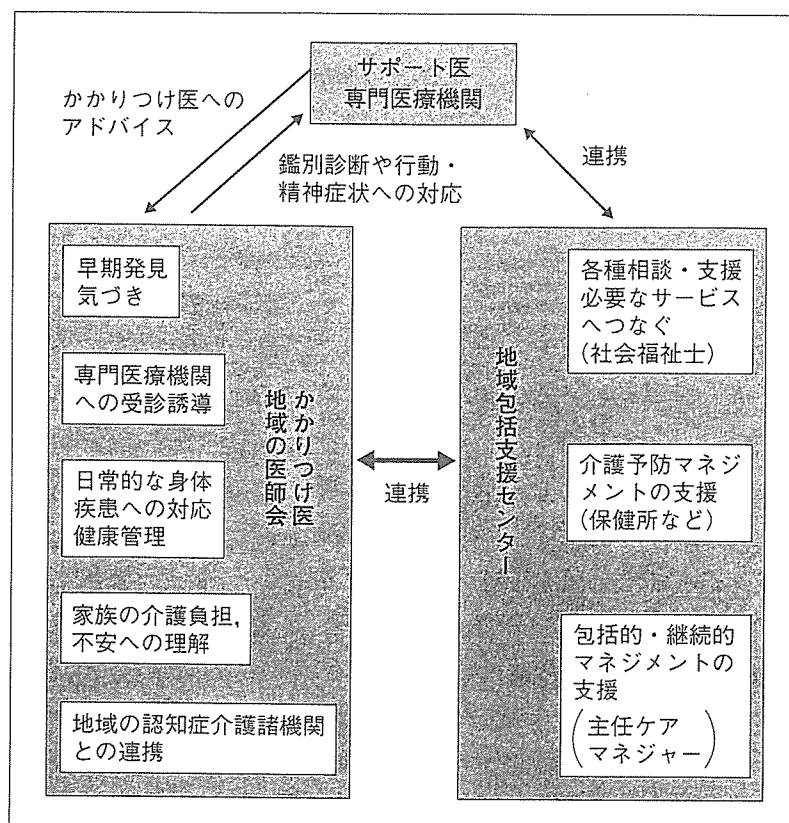 サポート医
専門医療機関
かかりつけ医への
アドバイス
鑑別診断や行動・
精神症状への対応
連携
早期発見
気づき
専門医療機関
への受診誘導
日常的な身体
疾患への対応
健康管理
家族の介護負担,
不安への理解
地域の認知症介護諸機関
との連携
かかりつけ医
地域の医師会
連携
地域包括支援センター
各種相談・支援
必要なサービス
へつなぐ
(社会福祉士)
介護予防マネジ
メントの支援
(保健所など)
包括的・継続的
マネジメントの
支援
(主任ケア
マネジャー)